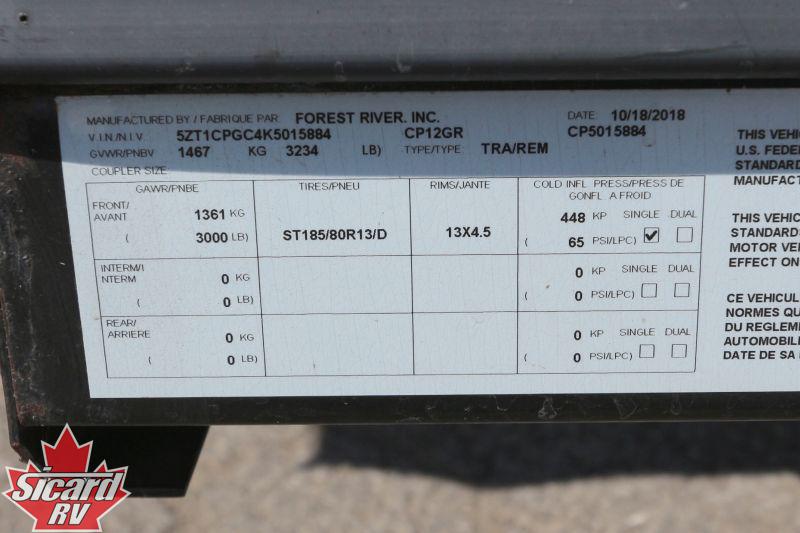 MANUFACTURED BY / FABRIQUE PAR: FOREST RIVER. INC. DATE: 10/18/2018
V.I.N./N.I.V. 5ZT1CPGC4K5015884 CP12GR CP5015884
GVWR/PNBV 1467 KG 3234 LB) TYPE/TYPE: TRA/REM
COUPLER SIZE:
GAWR/PNBE TIRES/PNEU RIMS/JANTE COLD INFL PRESS/PRESS DE
GONFL A FROID
FRONT/
AVANT 1361 KG 448 KP SINGLE DUAL
( 3000 LB) ST185/80R13/D 13X4.5 ( 65 PSI/LPC)
INTERM/I
NTERM 0 KG 0 KP SINGLE DUAL
( 0 LB) ( 0 PSI/LPC)
REAR/
ARRIERE 0 KG 0 KP SINGLE DUAL
( 0 LB) ( 0 PSI/LPC)
THIS VEHIC
U.S. FEDER
STANDARD
MANUFACT
THIS VEHIC
STANDARDS
MOTOR VEH
EFFECT ON
CE VEHICUL
NORMES QU
DU REGLEME
AUTOMOBILE
DATE DE SA
Sicard
RV